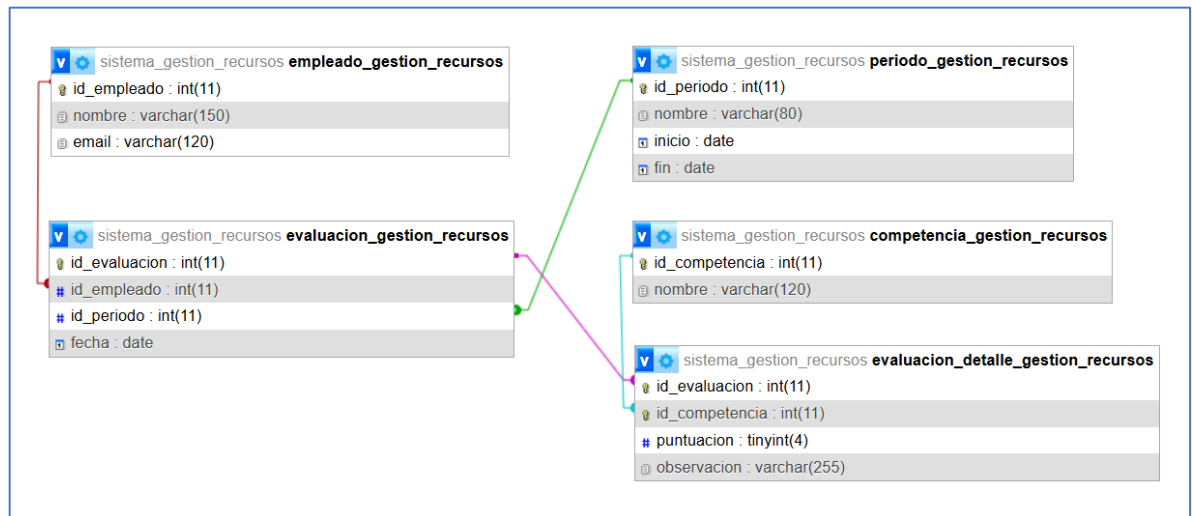 sistema_gestion_recursos empleado_gestion_recursos
id_empleado : int(11)
nombre : varchar(150)
email : varchar(120)
sistema_gestion_recursos evaluacion_gestion_recursos
id_evaluacion : int(11)
# id_empleado : int(11)
# id_periodo : int(11)
fecha : date
sistema_gestion_recursos periodo_gestion_recursos
id_periodo : int(11)
nombre : varchar(80)
inicio : date
fin : date
sistema_gestion_recursos competencia_gestion_recursos
id_competencia : int(11)
nombre : varchar(120)
sistema_gestion_recursos evaluacion_detalle_gestion_recursos
id_evaluacion : int(11)
id_competencia : int(11)
# puntuacion : tinyint(4)
observacion : varchar(255)